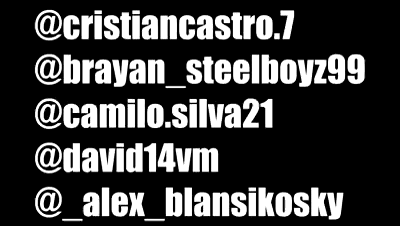 @cristiancastro.7
@brayan_steelboyz99
@camilo.silva21
@david14vm
@_alex_blansikosky